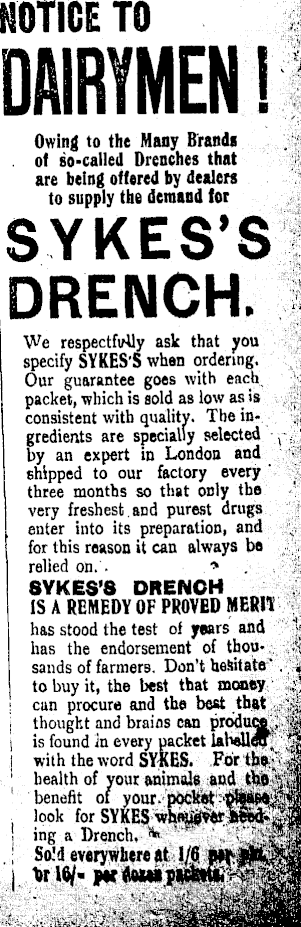 NOTICE TO
DAIRYMEN !
Owing to the Many Brands
of so-called Drenches that
are being offered by dealers
to supply the demand for
SYKES'S
DRENCH.
We respectfully ask that you
specify SYKES'S when ordering.
Our guarantee goes with each
packet, which is sold as low as is
consistent with quality. The in-
gredients are specially selected
by an expert in London and
shipped to our factory every
three months so that only the
very freshest and purest drugs
enter into its preparation, and
for this reason it can always be
relied on.
SYKES'S DRENCH
IS A REMEDY OF PROVED MERIT
has stood the test of years and
has the endorsement of thou-
sands of farmers. Don't hesitate
to buy it, the best that money
can procure and the best that
thought and brains can produce
is found in every packet labelled
with the word SYKES. For the
health of your animals and the
benefit of your pocket please
look for SYKES whenever need-
ing a Drench.
Sold everywhere at 1/6 per pkt.
or 16/- per dozen packets.